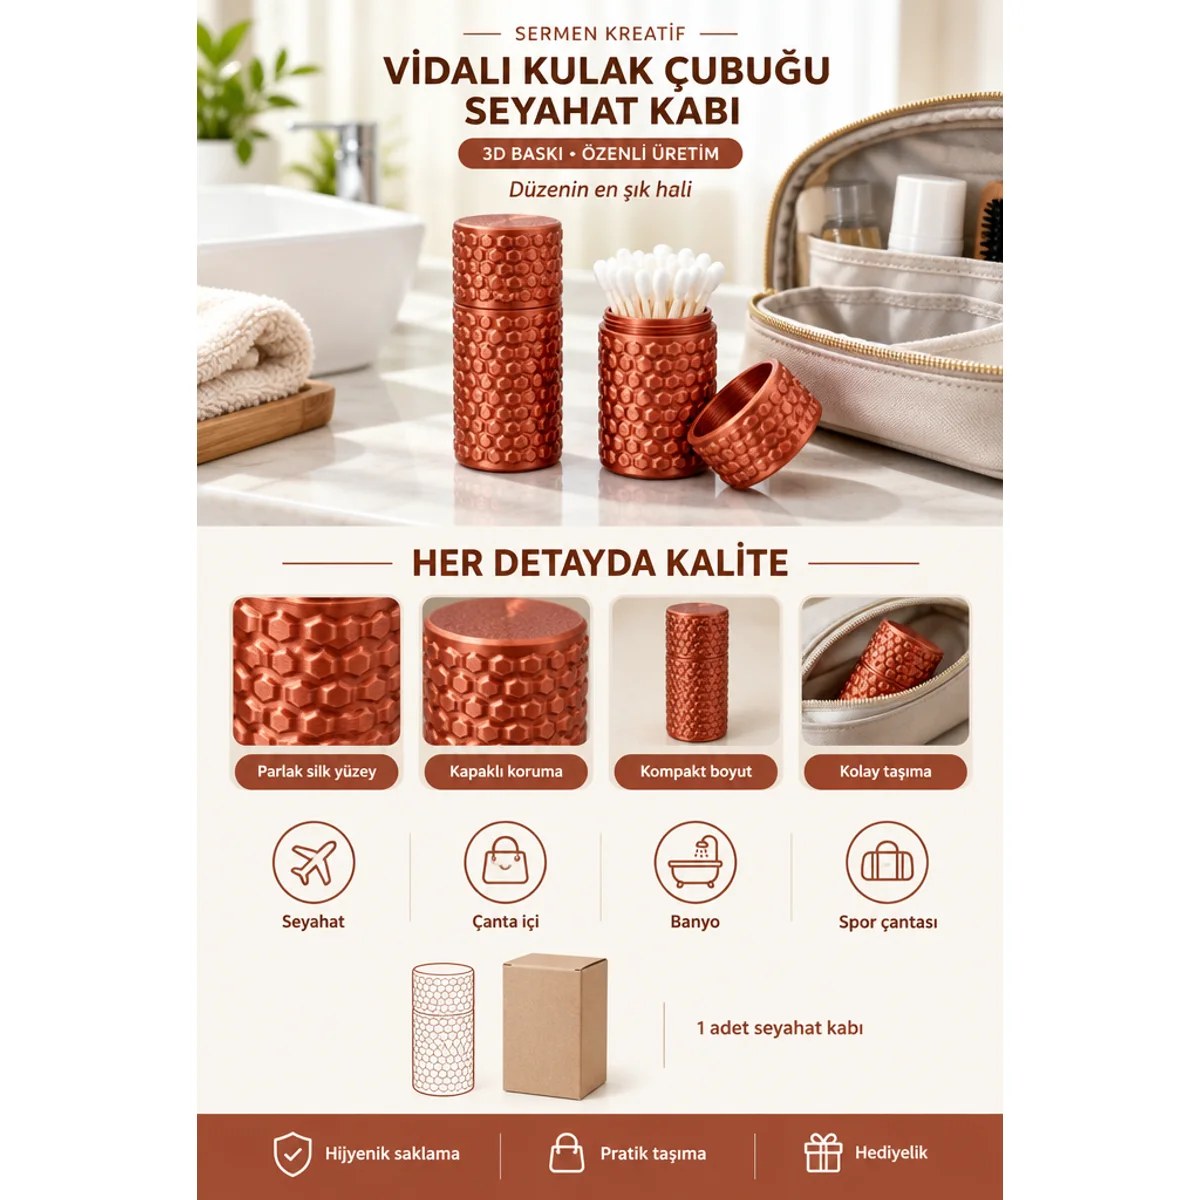 SERMEN KREATİF
VİDALI KULAK ÇUBUĞU
SEYAHAT KABI
3D BASKI • ÖZENLİ ÜRETİM
Düzenin en şık hali
HER DETAYDA KALİTE
Parlak silk yüzey
Kapaklı koruma
Kompakt boyut
Kolay taşıma
Seyahat
Çanta içi
Banyo
Spor çantası
1 adet seyahat kabı
Hijyenik saklama
Pratik taşıma
Hediyelik